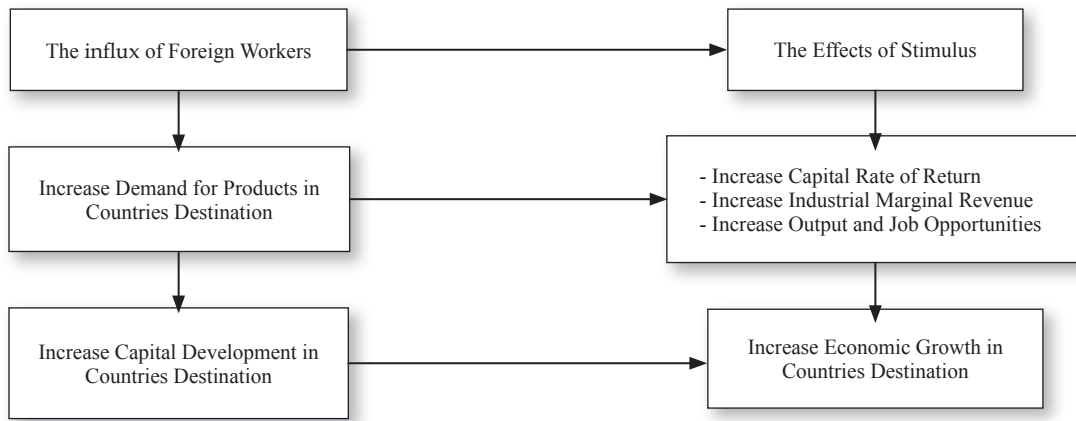 The influx of Foreign Workers
The Effects of Stimulus
Increase Demand for Products in
Countries Destination
- Increase Capital Rate of Return
- Increase Industrial Marginal Revenue
- Increase Output and Job Opportunities
Increase Capital Development in
Countries Destination
Increase Economic Growth in
Countries Destination